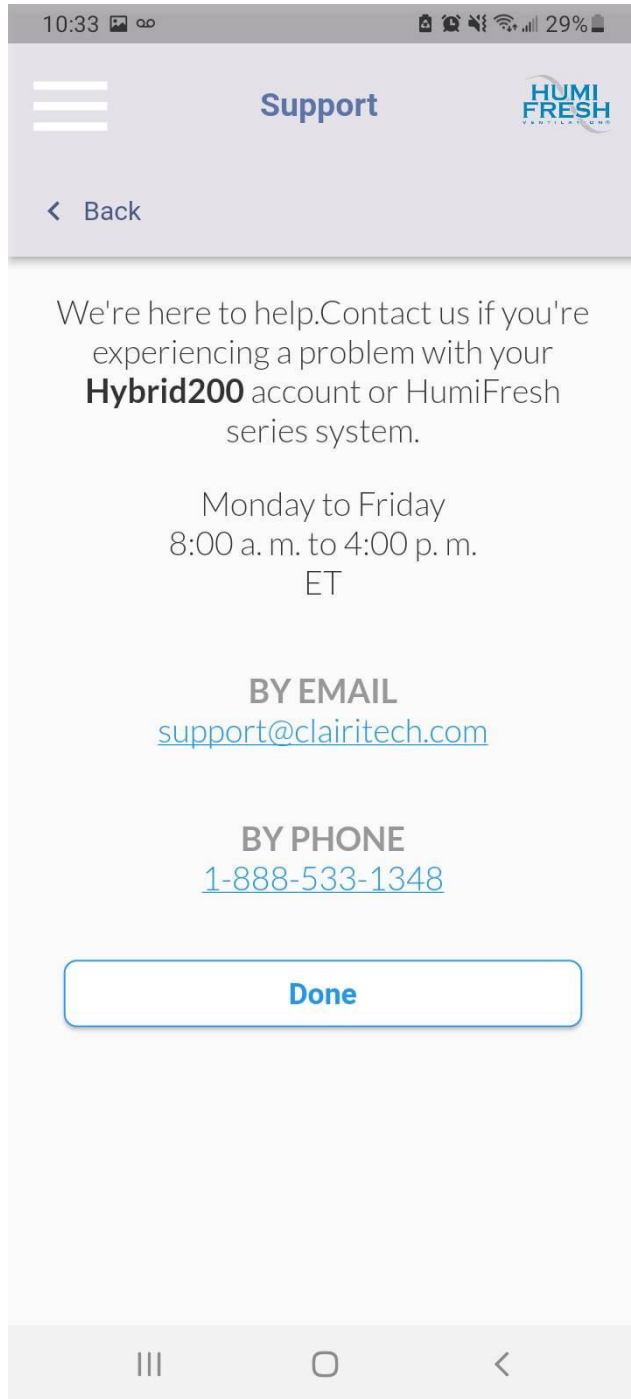 10:33
29%
Support
HUMI
FRESH
VENTILATION
< Back
We're here to help.Contact us if you're
experiencing a problem with your
Hybrid200 account or HumiFresh
series system.
Monday to Friday
8:00 a. m. to 4:00 p. m.
ET
BY EMAIL
support@clairitech.com
BY PHONE
1-888-533-1348
Done